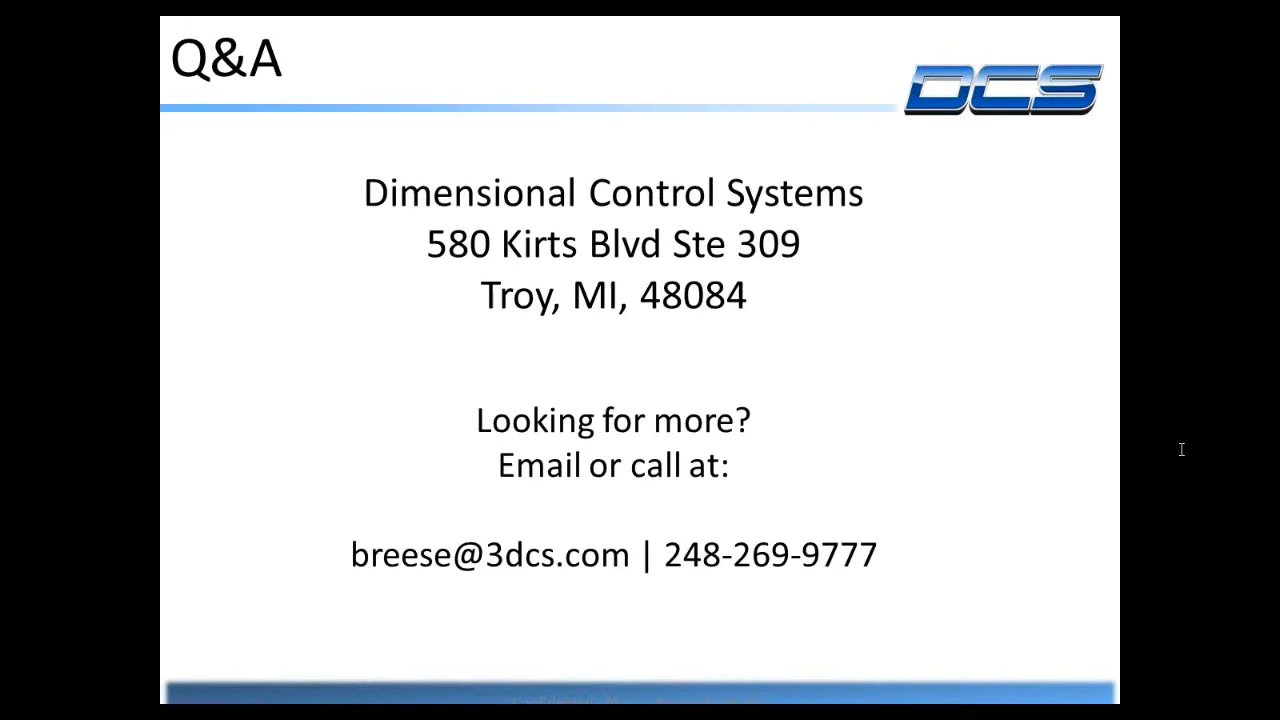 Q&A
DCS
Dimensional Control Systems
580 Kirts Blvd Ste 309
Troy, MI, 48084
Looking for more?
Email or call at:
breese@3dcs.com | 248-269-9777